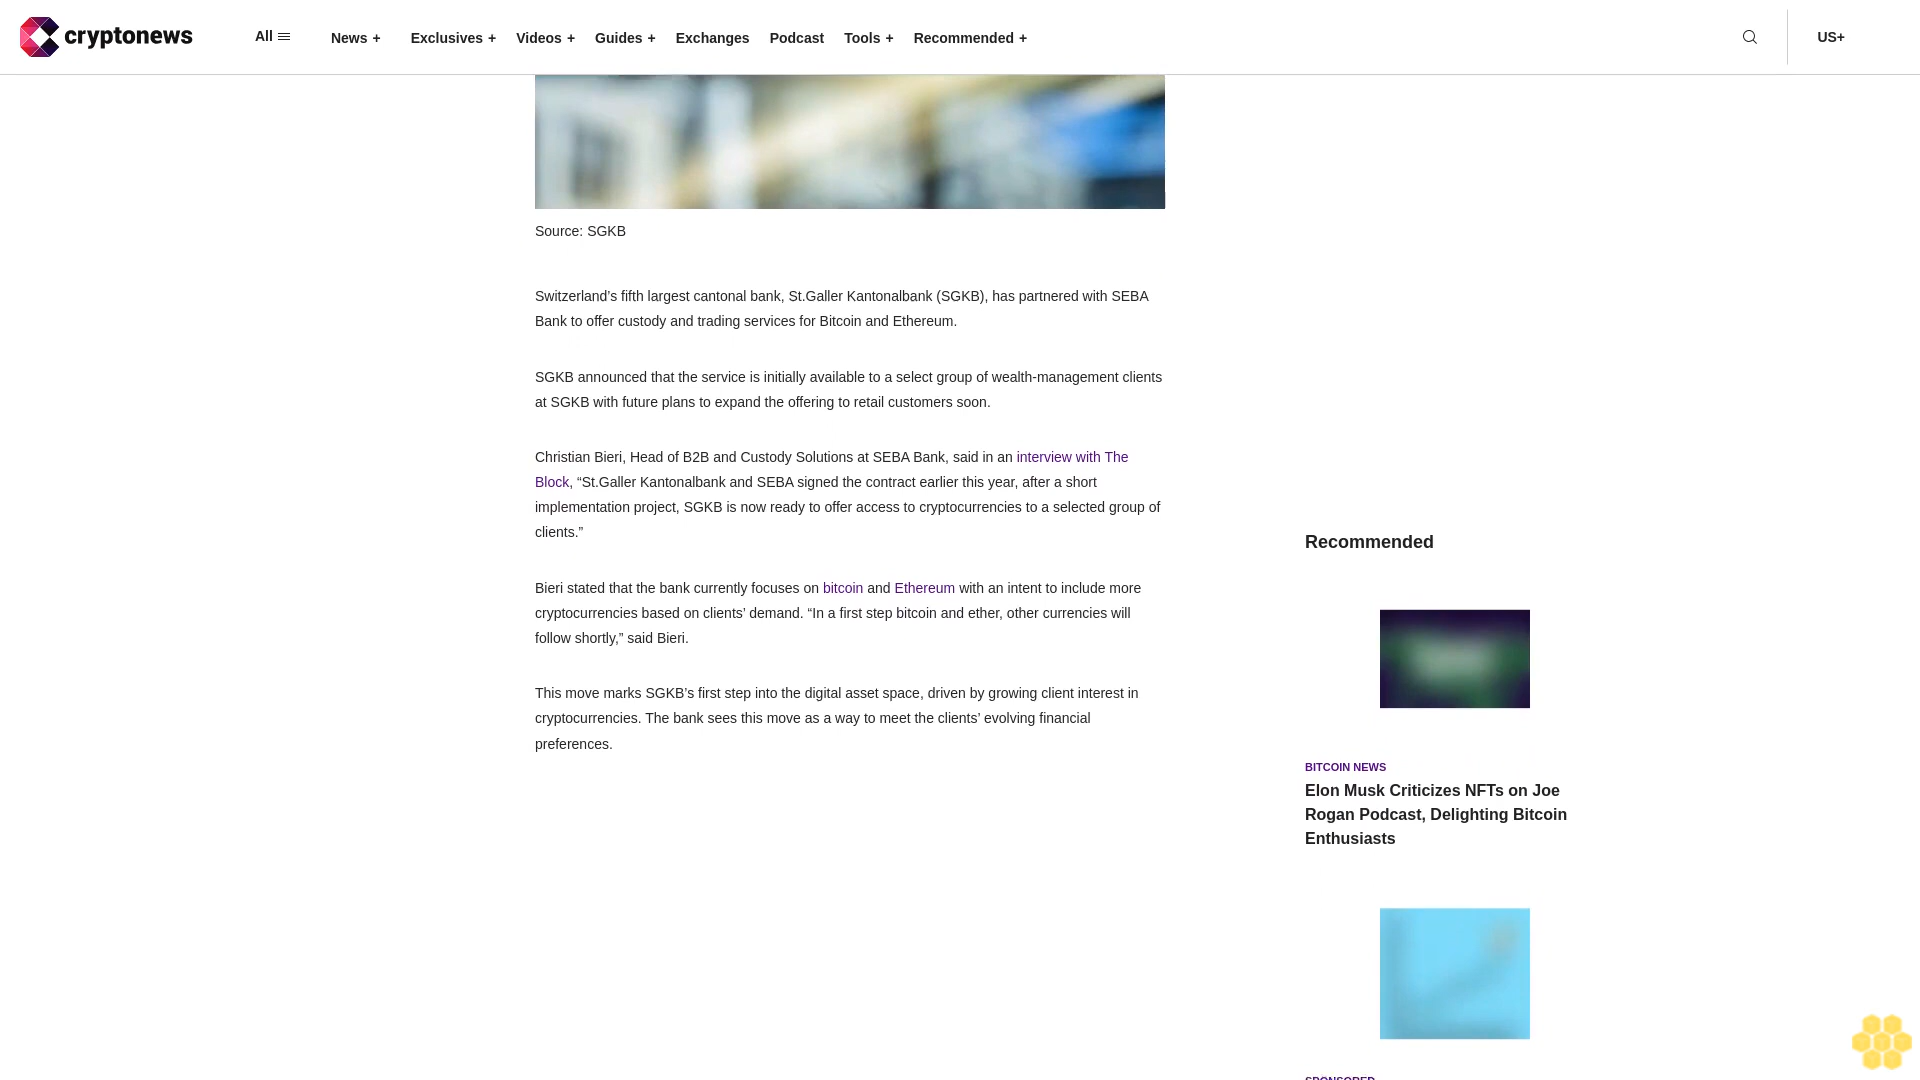 cryptonews
All
News +
Exclusives +
Videos +
Guides +
Exchanges
Podcast
Tools +
Recommended +
US+
Source: SGKB
Switzerland’s fifth largest cantonal bank, St.Galler Kantonalbank (SGKB), has partnered with SEBA
Bank to offer custody and trading services for Bitcoin and Ethereum.
SGKB announced that the service is initially available to a select group of wealth-management clients
at SGKB with future plans to expand the offering to retail customers soon.
Christian Bieri, Head of B2B and Custody Solutions at SEBA Bank, said in an interview with The
Block, “St.Galler Kantonalbank and SEBA signed the contract earlier this year, after a short
implementation project, SGKB is now ready to offer access to cryptocurrencies to a selected group of
clients.”
Bieri stated that the bank currently focuses on bitcoin and Ethereum with an intent to include more
cryptocurrencies based on clients’ demand. “In a first step bitcoin and ether, other currencies will
follow shortly,” said Bieri.
This move marks SGKB’s first step into the digital asset space, driven by growing client interest in
cryptocurrencies. The bank sees this move as a way to meet the clients’ evolving financial
preferences.
Recommended
BITCOIN NEWS
Elon Musk Criticizes NFTs on Joe
Rogan Podcast, Delighting Bitcoin
Enthusiasts
SPONSORED